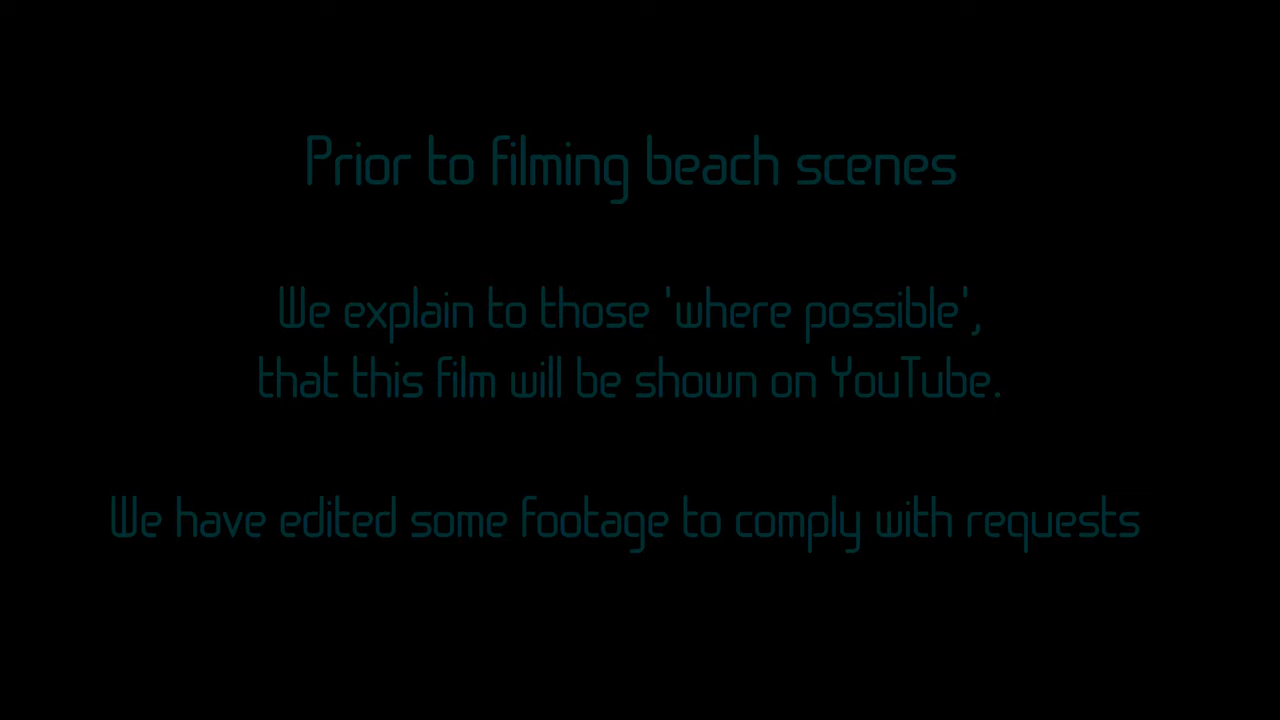 Prior to filming beach scenes
We explain to those 'where possible',
that this film will be shown on YouTube.
We have edited some footage to comply with requests